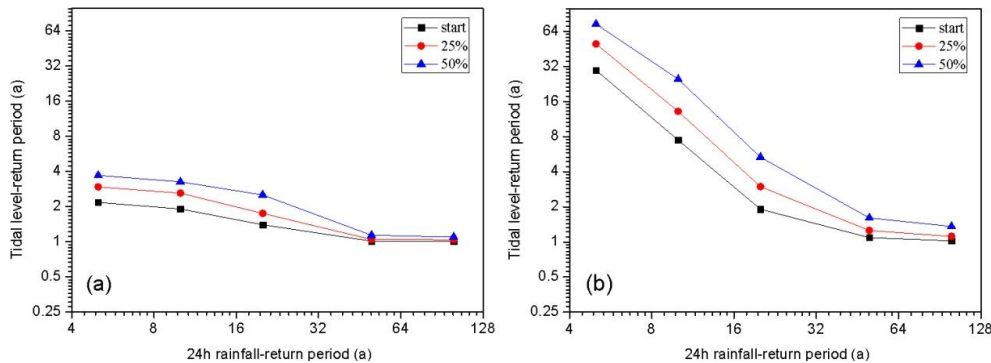 start
25%
50%
64
32
16
8
4
2
1
0.5
0.25
Tidal level-return period (a)
(a)
4 8 16 32 64 128
24h rainfall-return period (a)
start
25%
50%
64
32
16
8
4
2
1
0.5
0.25
Tidal level-return period (a)
(b)
4 8 16 32 64 128
24h rainfall-return period (a)